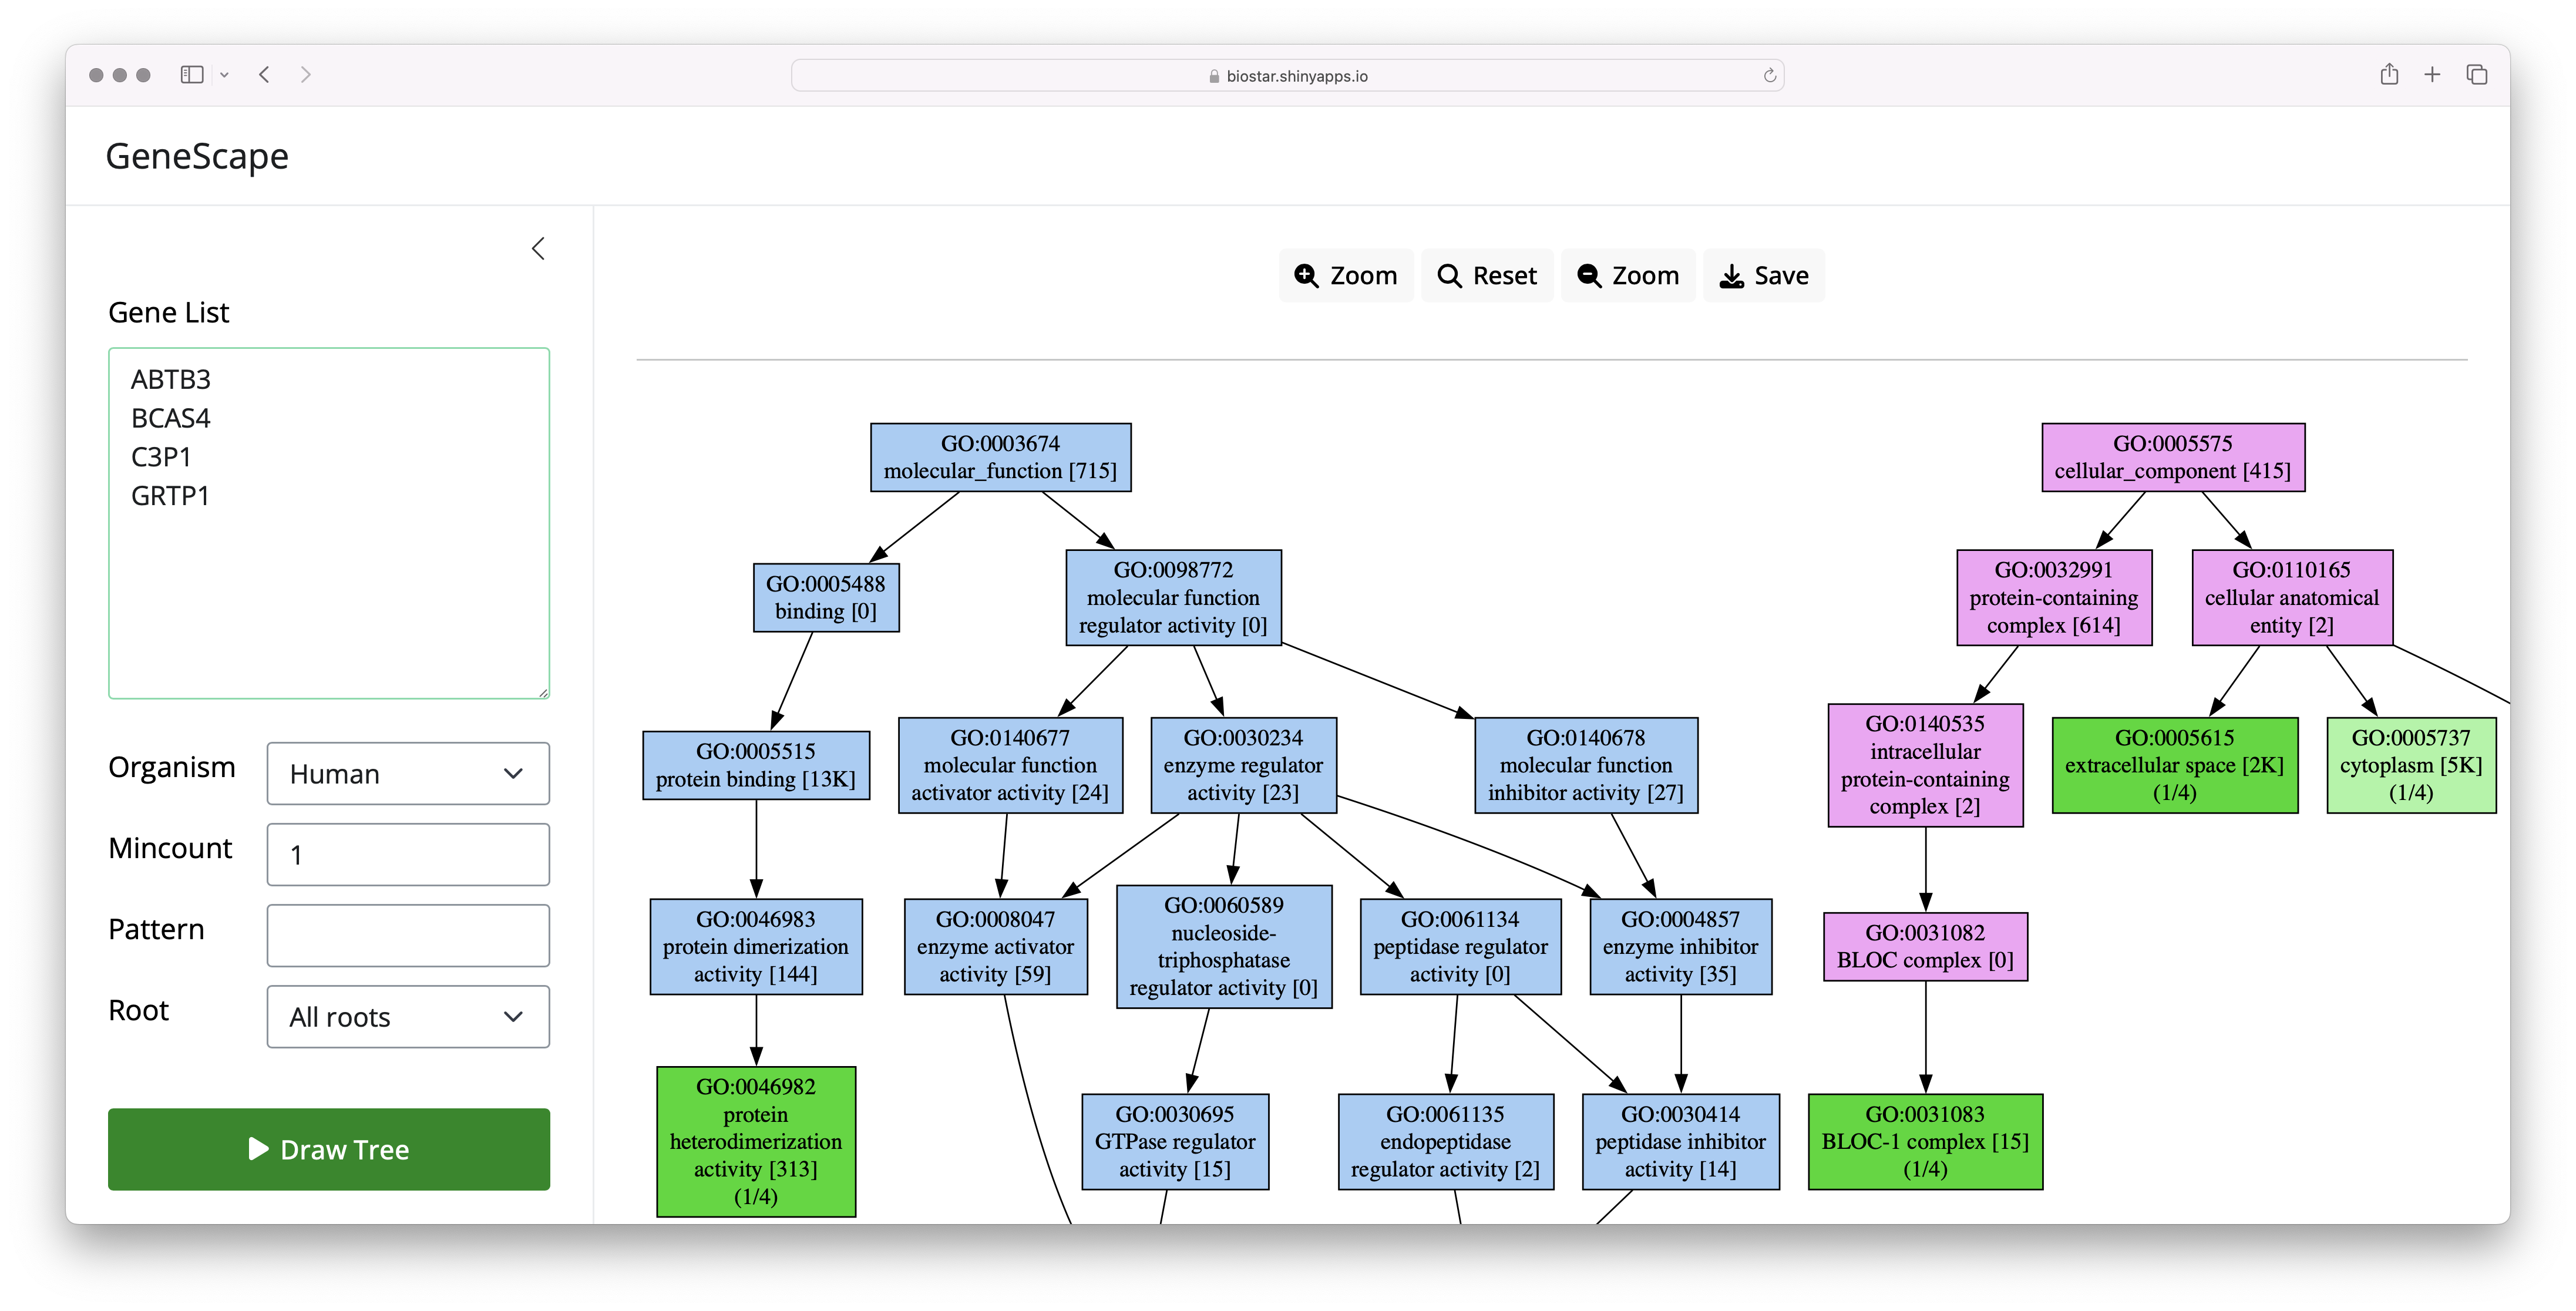 biostar.shinyapps.io
GeneScape
Gene List
ABTB3
BCAS4
C3P1
GRTP1
Organism
Human
Mincount
1
Pattern
Root
All roots
Draw Tree
Zoom
Reset
Zoom
Save
GO:0003674
molecular_function [715]
GO:0005575
cellular_component [415]
GO:0005488
binding [0]
GO:0098772
molecular function
regulator activity [0]
GO:0032991
protein-containing
complex [614]
GO:0110165
cellular anatomical
entity [2]
GO:0005515
protein binding [13K]
GO:0140677
molecular function
activator activity [24]
GO:0030234
enzyme regulator
activity [23]
GO:0140678
molecular function
inhibitor activity [27]
GO:0140535
intracellular
protein-containing
complex [2]
GO:0005615
extracellular space [2K]
(1/4)
GO:0005737
cytoplasm [5K]
(1/4)
GO:0046983
protein dimerization
activity [144]
GO:0008047
enzyme activator
activity [59]
GO:0060589
nucleoside-
triphosphatase
regulator activity [0]
GO:0061134
peptidase regulator
activity [0]
GO:0004857
enzyme inhibitor
activity [35]
GO:0031082
BLOC complex [0]
GO:0046982
protein
heterodimerization
activity [313]
(1/4)
GO:0030695
GTPase regulator
activity [15]
GO:0061135
endopeptidase
regulator activity [2]
GO:0030414
peptidase inhibitor
activity [14]
GO:0031083
BLOC-1 complex [15]
(1/4)